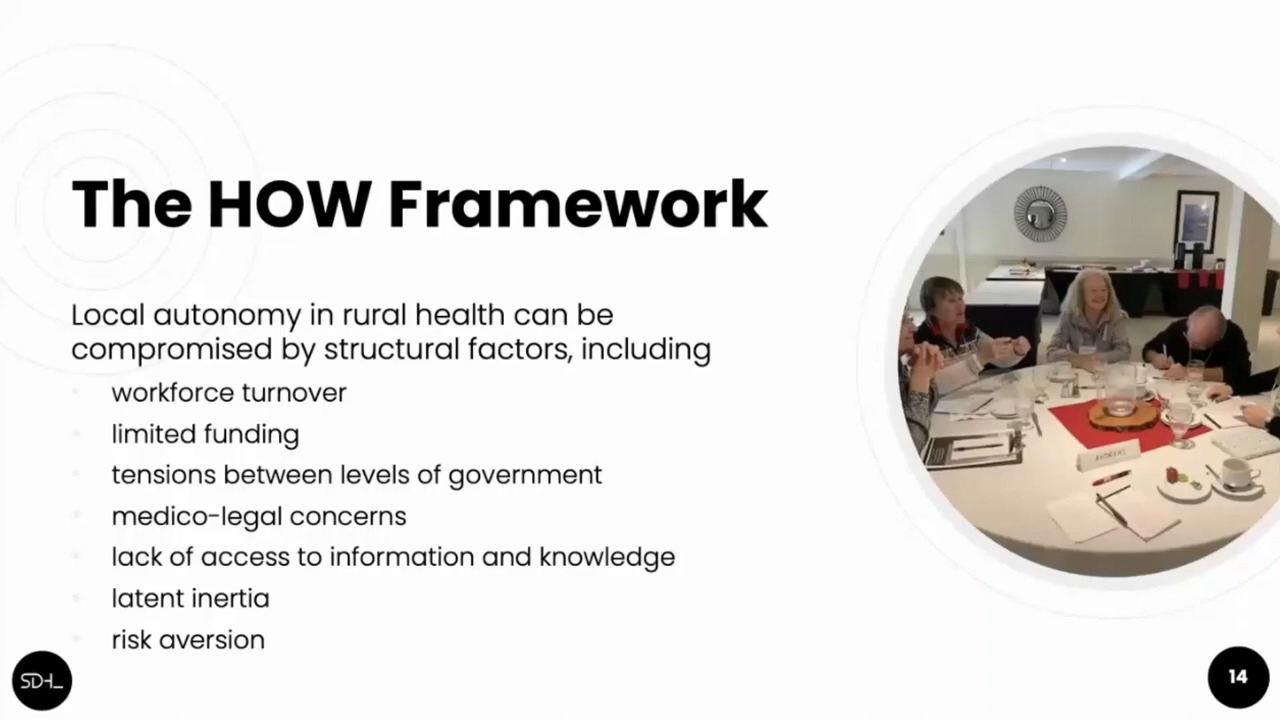 The HOW Framework
Local autonomy in rural health can be
compromised by structural factors, including
workforce turnover
limited funding
tensions between levels of government
medico-legal concerns
lack of access to information and knowledge
latent inertia
risk aversion
SDHL
14